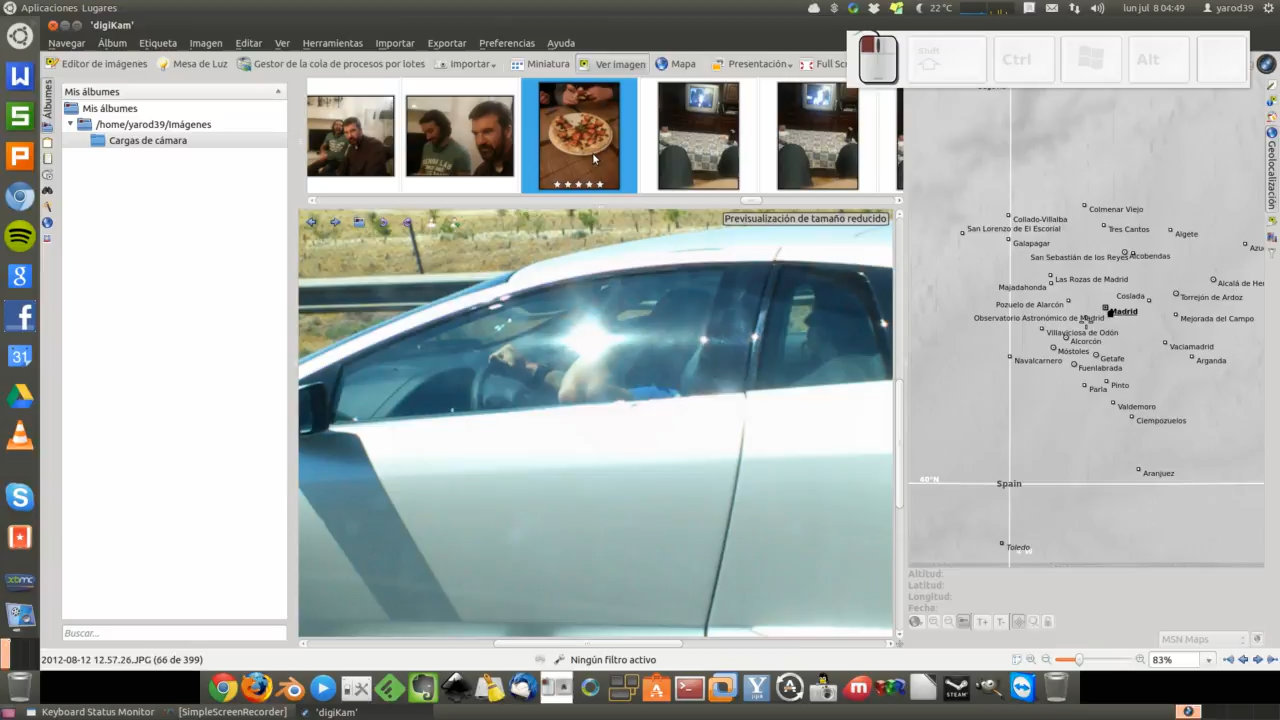 Aplicaciones Lugares
22 °C
lun jul 8 04:49
yarod39
'digiKam'
Navegar Álbum Etiqueta Imagen Editar Ver Herramientas Importar Exportar Preferencias Ayuda
Shift Ctrl Alt
Editor de imágenes Mesa de Luz Gestor de la cola de procesos por lotes Importar Miniatura Ver imagen Mapa Presentación Full Scr
Álbumes
Mis álbumes
Mis álbumes
/home/yarod39/Imágenes
Cargas de cámara
Previsualización de tamaño reducido
Geolocalización
Colmenar Viejo
Collado-Villalba
San Lorenzo de El Escorial
Tres Cantos
Algete
Galapagar
Azu
San Sebastián de los Reyes
Alcobendas
Las Rozas de Madrid
Majadahonda
Alcalá de Her
Coslada
Torrejón de Ardoz
Pozuelo de Alarcón
Madrid
Observatorio Astronómico de Madrid
Mejorada del Campo
Villaviciosa de Odón
Alcorcón
Vaciamadrid
Móstoles
Navalcarnero
Getafe
Arganda
Fuenlabrada
Parla
Pinto
Valdemoro
Ciempozuelos
Aranjuez
40°N
Spain
Toledo
Altitud:
Latitud:
Longitud:
Fecha:
T+ T-
MSN Maps
Buscar...
2012-08-12 12.57.26.JPG (66 de 399)
Ningún filtro activo
83%
Keyboard Status Monitor
[SimpleScreenRecorder]
'digiKam'